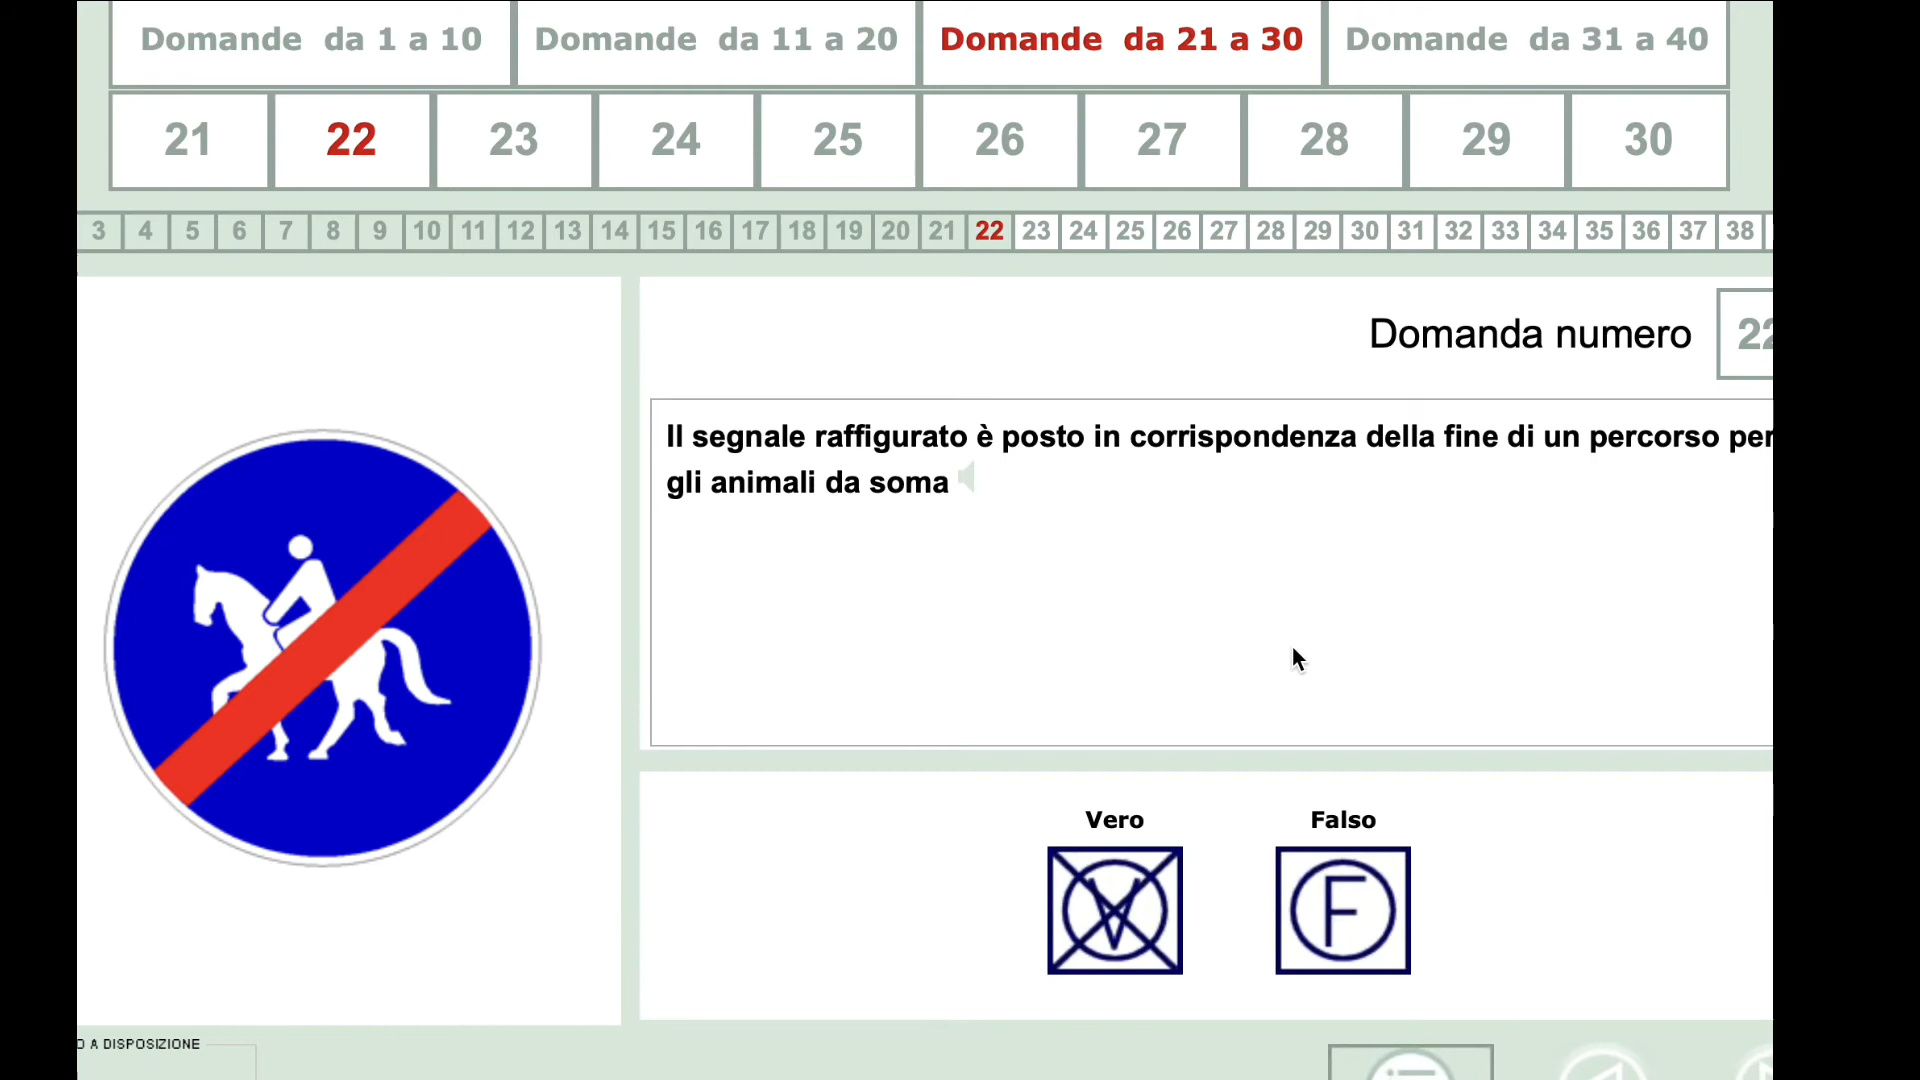 Domande da 1 a 10 Domande da 11 a 20 Domande da 21 a 30 Domande da 31 a 40
21 22 23 24 25 26 27 28 29 30
3 4 5 6 7 8 9 10 11 12 13 14 15 16 17 18 19 20 21 22 23 24 25 26 27 28 29 30 31 32 33 34 35 36 37 38
Domanda numero 22
Il segnale raffigurato è posto in corrispondenza della fine di un percorso per
gli animali da soma
Vero Falso
V F
A DISPOSIZIONE